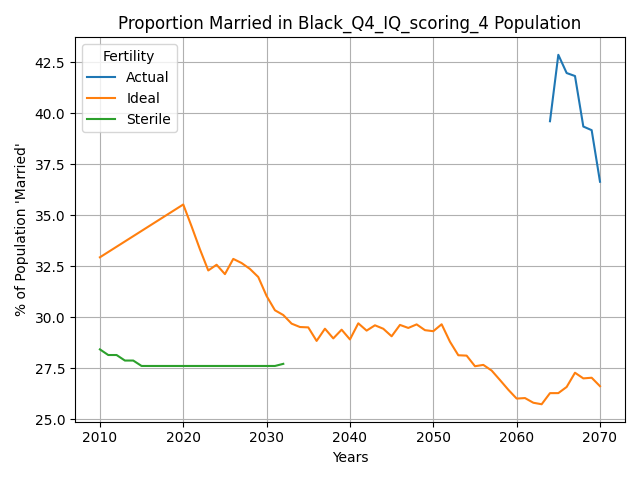 Proportion Married in Black_Q4_IQ_scoring_4 Population
Fertility
Actual
Ideal
Sterile
% of Population 'Married'
42.5
40.0
37.5
35.0
32.5
30.0
27.5
25.0
2010 2020 2030 2040 2050 2060 2070
Years